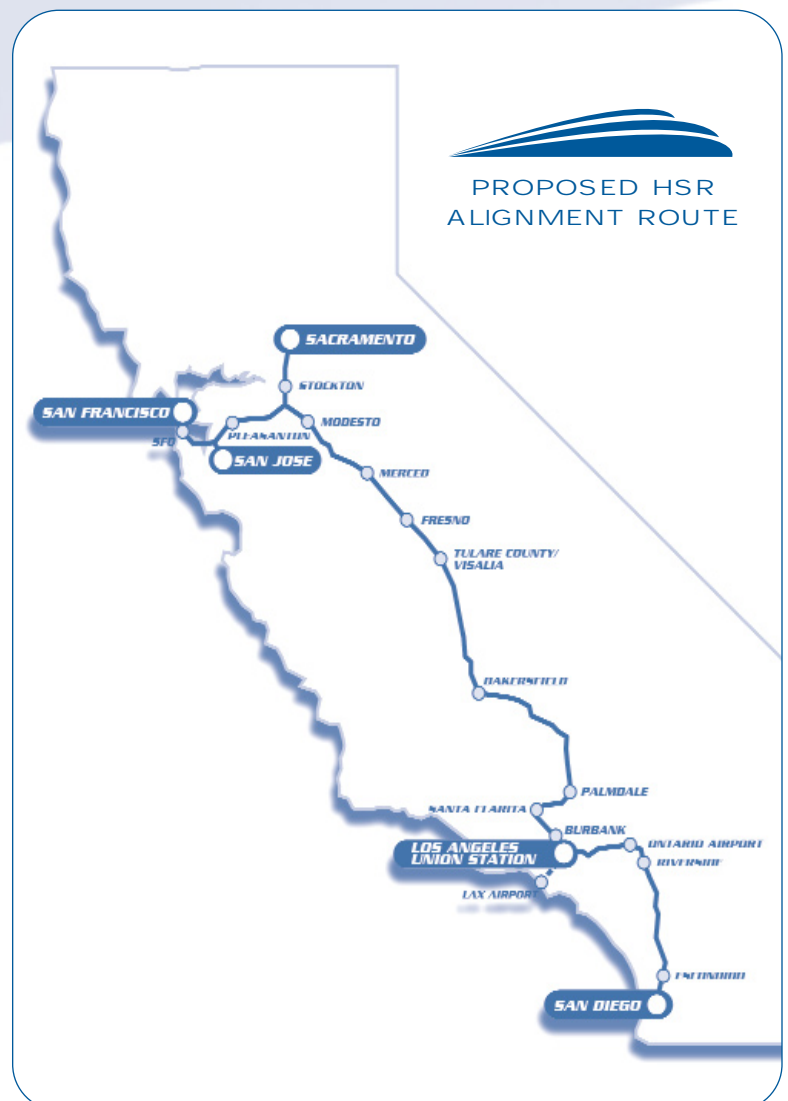 PROPOSED HSR
ALIGNMENT ROUTE
SACRAMENTO
STOCKTON
SAN FRANCISCO
MODESTO
PLEASANTON
SFO
SAN JOSE
MERCED
FRESNO
TULARE COUNTY/
VISALIA
BAKERSFIELD
PALMDALE
SANTA CLARITA
BURBANK
LOS ANGELES
UNION STATION
ONTARIO AIRPORT
RIVERSIDE
LAX AIRPORT
ESCONDIDO
SAN DIEGO